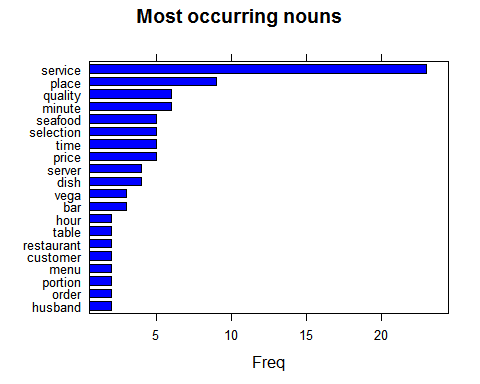 Most occurring nouns
service
place
quality
minute
seafood
selection
time
price
server
dish
vega
bar
hour
table
restaurant
customer
menu
portion
order
husband
5 10 15 20
Freq